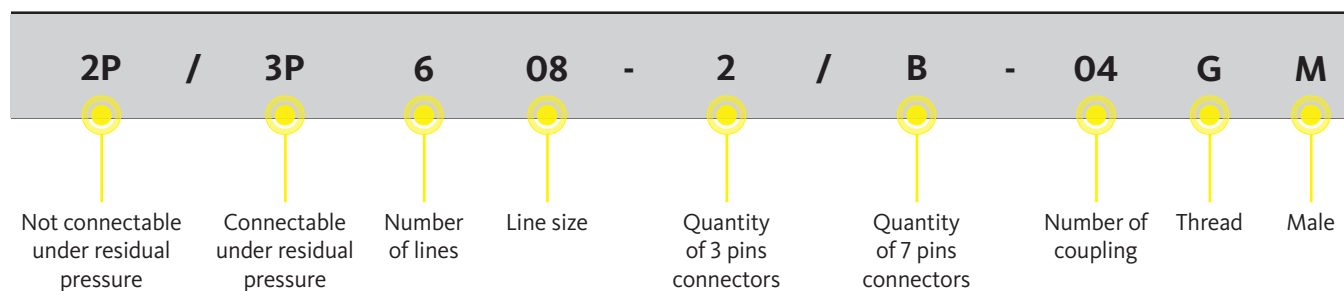 2P / 3P 6 08 - 2 / B - 04 G M
Not connectable under residual pressure
Connectable under residual pressure
Number of lines
Line size
Quantity of 3 pins connectors
Quantity of 7 pins connectors
Number of coupling
Thread
Male